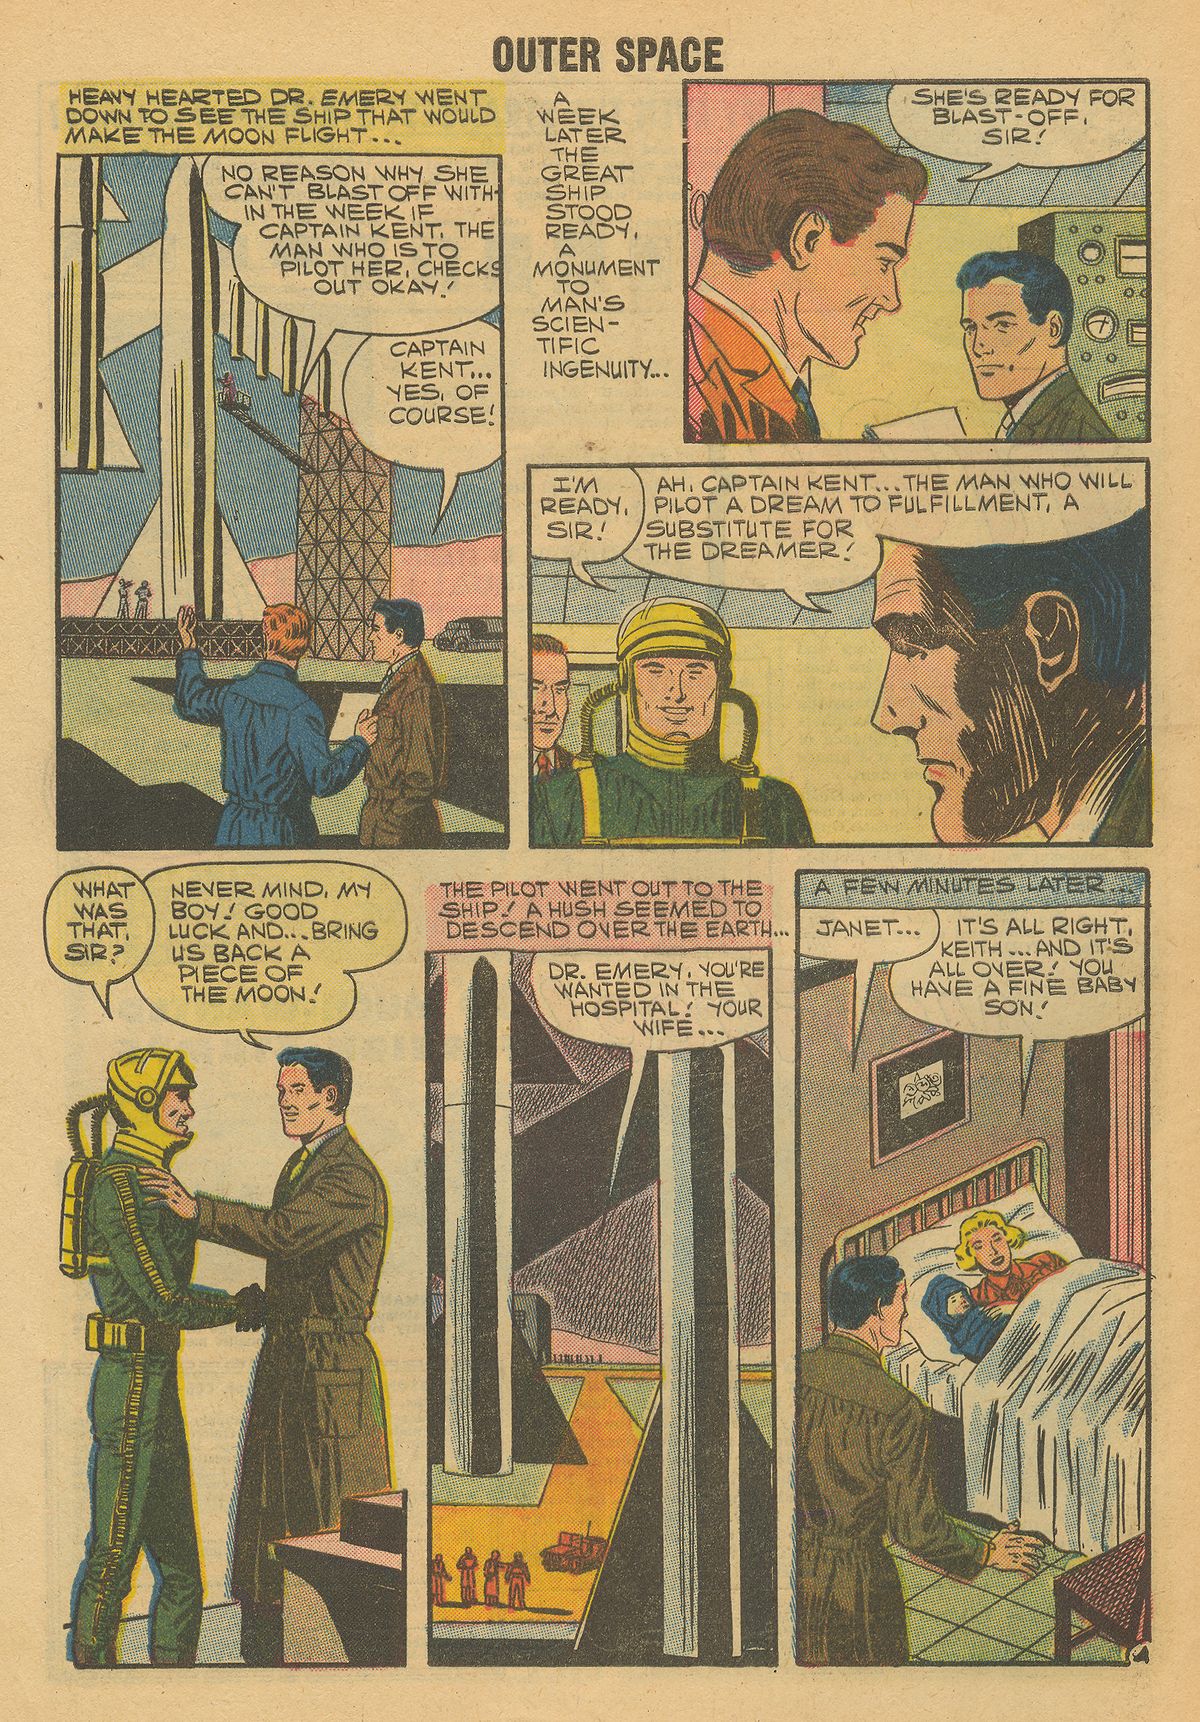 OUTER SPACE
HEAVY HEARTED DR. EMERY WENT
DOWN TO SEE THE SHIP THAT WOULD
MAKE THE MOON FLIGHT...
NO REASON WHY SHE
CAN'T BLAST OFF WITH-
IN THE WEEK IF
CAPTAIN KENT, THE
MAN WHO IS TO
PILOT HER, CHECKS
OUT OKAY!
CAPTAIN
KENT...
YES, OF
COURSE!
A
WEEK
LATER
THE
GREAT
SHIP
STOOD
READY,
A
MONUMENT
TO
MAN'S
SCIEN-
TIFIC
INGENUITY...
SHE'S READY FOR
BLAST-OFF,
SIR!
I'M
READY,
SIR!
AH, CAPTAIN KENT...THE MAN WHO WILL
PILOT A DREAM TO FULFILLMENT, A
SUBSTITUTE FOR
THE DREAMER!
WHAT
WAS
THAT,
SIR?
NEVER MIND, MY
BOY! GOOD
LUCK AND...BRING
US BACK A
PIECE OF
THE MOON!
THE PILOT WENT OUT TO THE
SHIP! A HUSH SEEMED TO
DESCEND OVER THE EARTH...
DR. EMERY, YOU'RE
WANTED IN THE
HOSPITAL! YOUR
WIFE...
A FEW MINUTES LATER...
JANET...
IT'S ALL RIGHT,
KEITH...AND IT'S
ALL OVER! YOU
HAVE A FINE BABY
SON!